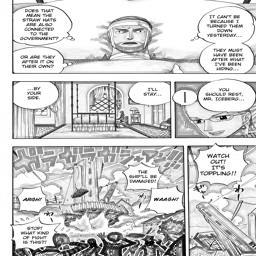 DOES THAT
MEAN THE
STRAW HATS
ARE ALSO
CONNECTED
TO THE
GOVERNMENT?
OR ARE THEY
AFTER IT ON
THEIR OWN?
IT CAN'T BE
BECAUSE I
TURNED THEM
DOWN
YESTERDAY...
THEY MUST
HAVE BEEN
AFTER WHAT
I'VE BEEN
HIDING...
...BY
YOUR
SIDE.
I'LL
STAY...
YOU
SHOULD REST,
MR. ICEBERG...
ARGH!
THE
SHIP'LL BE
DAMAGED!
WAAGH!
STOP!
WHAT KIND
OF FIGHT
IS THIS?!
WATCH
OUT!
IT'S
TOPPLING!!